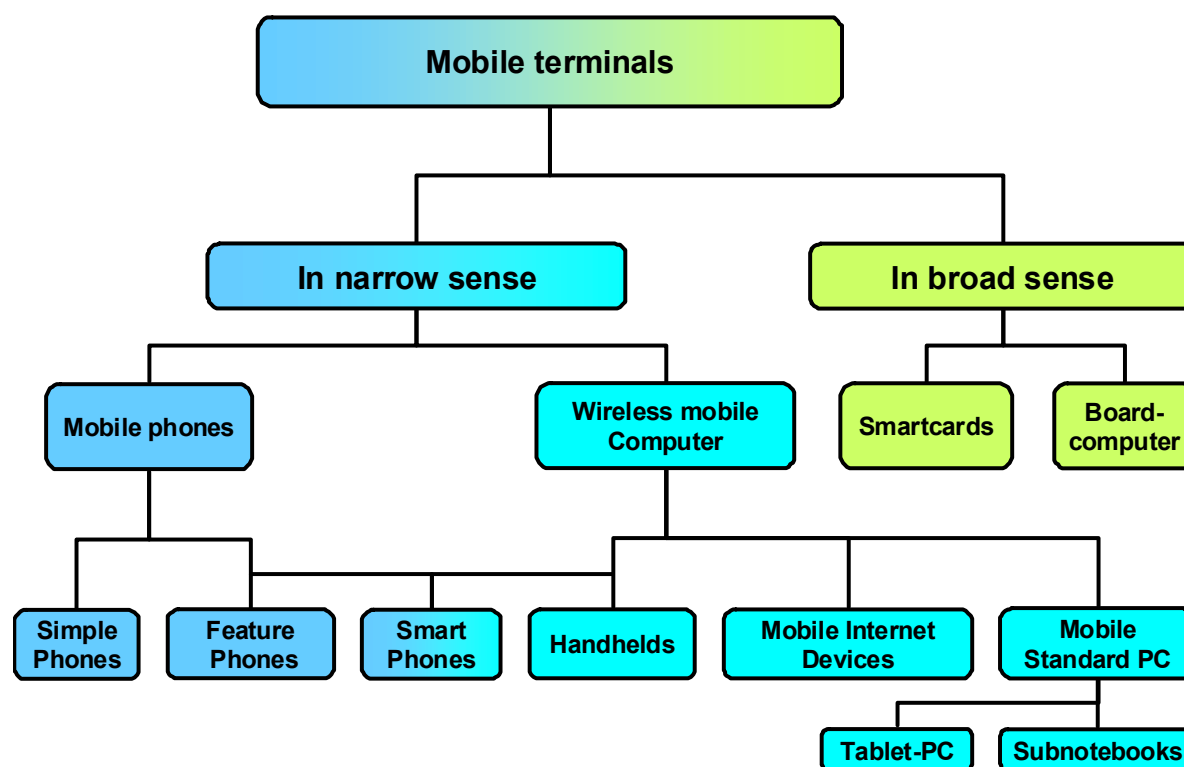 Mobile terminals
In narrow sense
In broad sense
Mobile phones
Wireless mobile
Computer
Smartcards
Board-
computer
Simple
Phones
Feature
Phones
Smart
Phones
Handhelds
Mobile Internet
Devices
Mobile
Standard PC
Tablet-PC
Subnotebooks